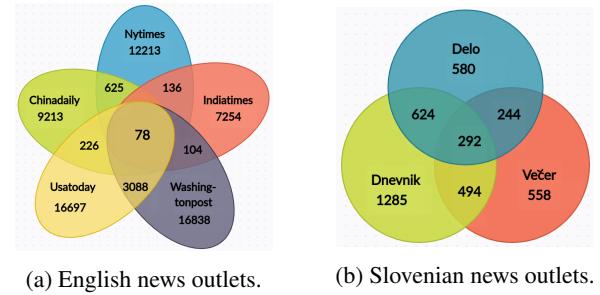 Nytimes
12213
625
136
Chinadaily
9213
Indiatimes
7254
78
226
104
Usatoday
16697
3088
Washing-
tonpost
16838
(a) English news outlets.
Delo
580
624
244
292
Dnevnik
1285
494
Večer
558
(b) Slovenian news outlets.